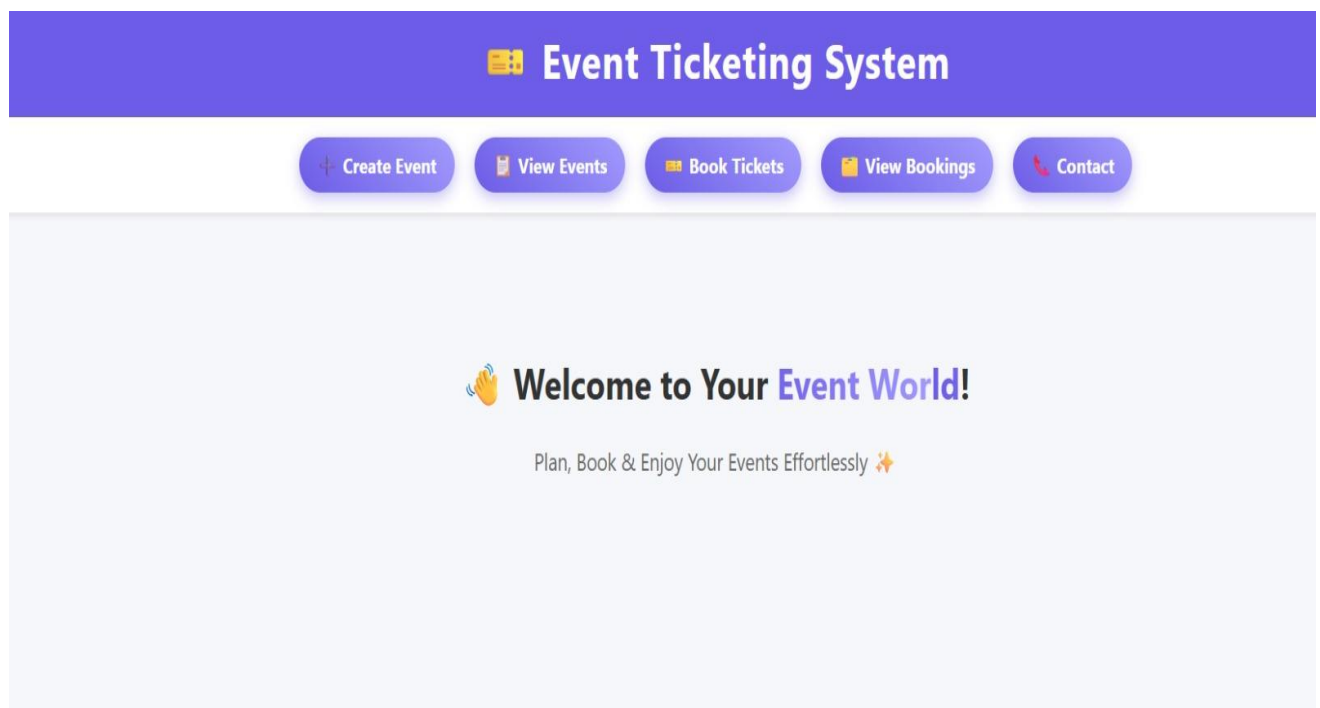 🎫 Event Ticketing System
➕ Create Event 📋 View Events 🎫 Book Tickets 🗂️ View Bookings 📞 Contact
👋 Welcome to Your Event World!
Plan, Book & Enjoy Your Events Effortlessly ✨